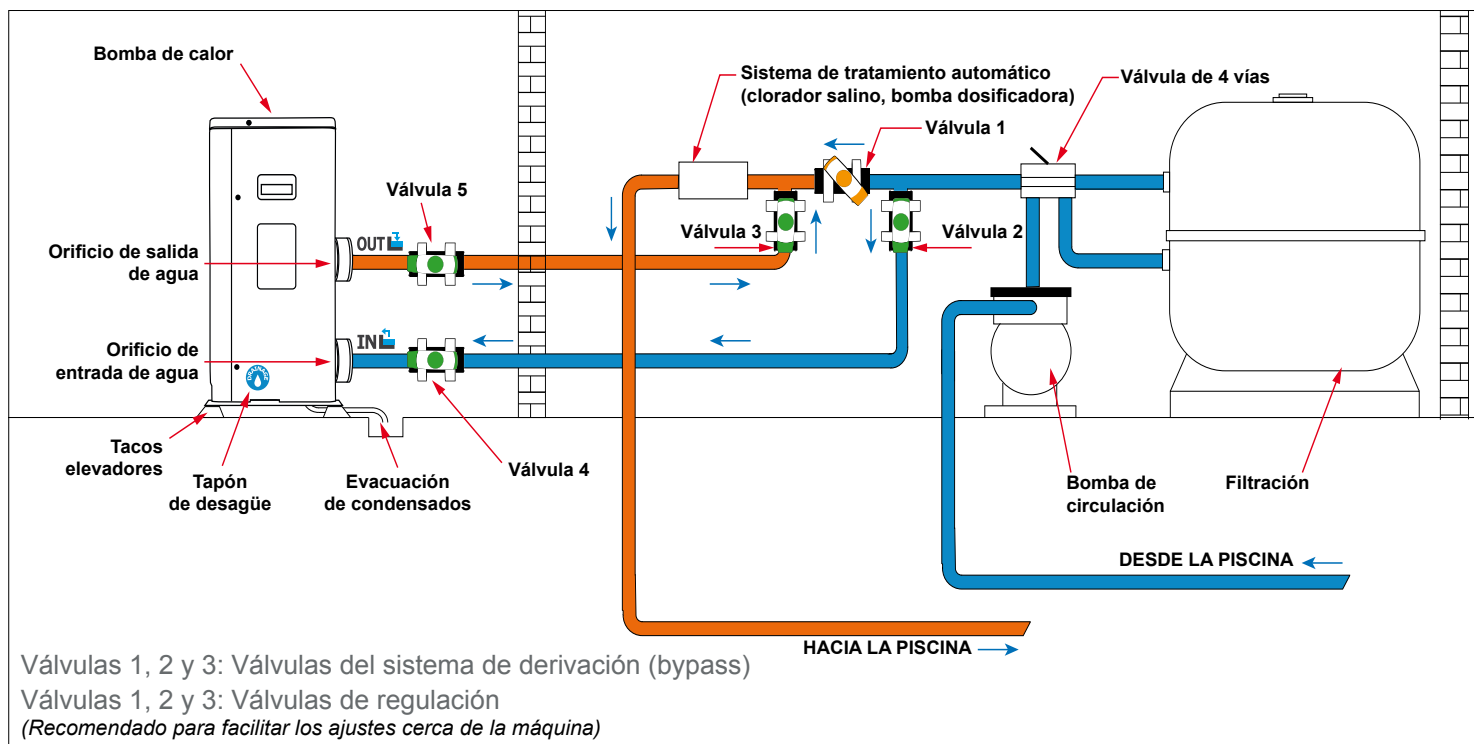 Bomba de calor
Sistema de tratamiento automático
(clorador salino, bomba dosificadora)
Válvula de 4 vías
Válvula 1
Válvula 5
Válvula 3
Válvula 2
Orificio de salida
de agua
OUT
Orificio de
entrada de agua
IN
Tacos
elevadores
Tapón
de desagüe
Evacuación
de condensados
Válvula 4
Bomba de
circulación
Filtración
DESDE LA PISCINA
HACIA LA PISCINA
Válvulas 1, 2 y 3: Válvulas del sistema de derivación (bypass)
Válvulas 1, 2 y 3: Válvulas de regulación
(Recomendado para facilitar los ajustes cerca de la máquina)